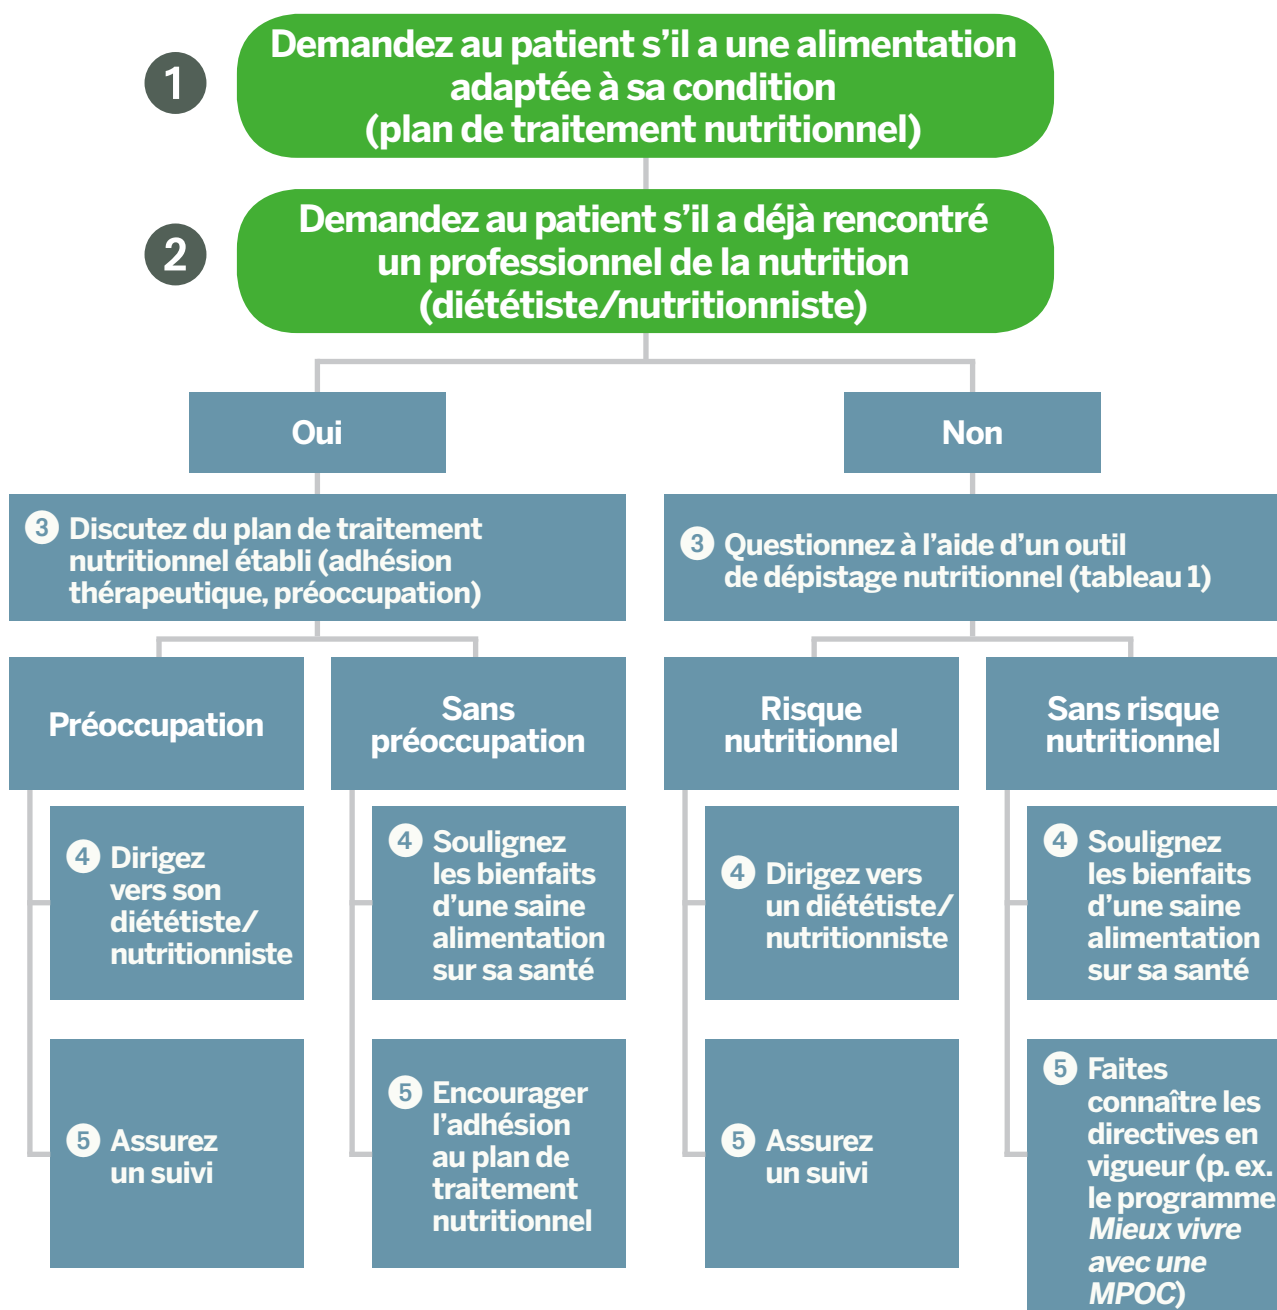 1
Demandez au patient s’il a une alimentation
adaptée à sa condition
(plan de traitement nutritionnel)
2
Demandez au patient s’il a déjà rencontré
un professionnel de la nutrition
(diététiste/nutritionniste)
Oui
Non
3 Discutez du plan de traitement
nutritionnel établi (adhésion
thérapeutique, préoccupation)
3 Questionnez à l’aide d’un outil
de dépistage nutritionnel (tableau 1)
Préoccupation
Sans
préoccupation
Risque
nutritionnel
Sans risque
nutritionnel
4 Dirigez
vers son
diététiste/
nutritionniste
4 Soulignez
les bienfaits
d’une saine
alimentation
sur sa santé
4 Dirigez vers
un diététiste/
nutritionniste
4 Soulignez
les bienfaits
d’une saine
alimentation
sur sa santé
5 Assurez
un suivi
5 Encourager
l’adhésion
au plan de
traitement
nutritionnel
5 Assurez
un suivi
5 Faites
connaître les
directives en
vigueur (p. ex.
le programme
Mieux vivre
avec une
MPOC)